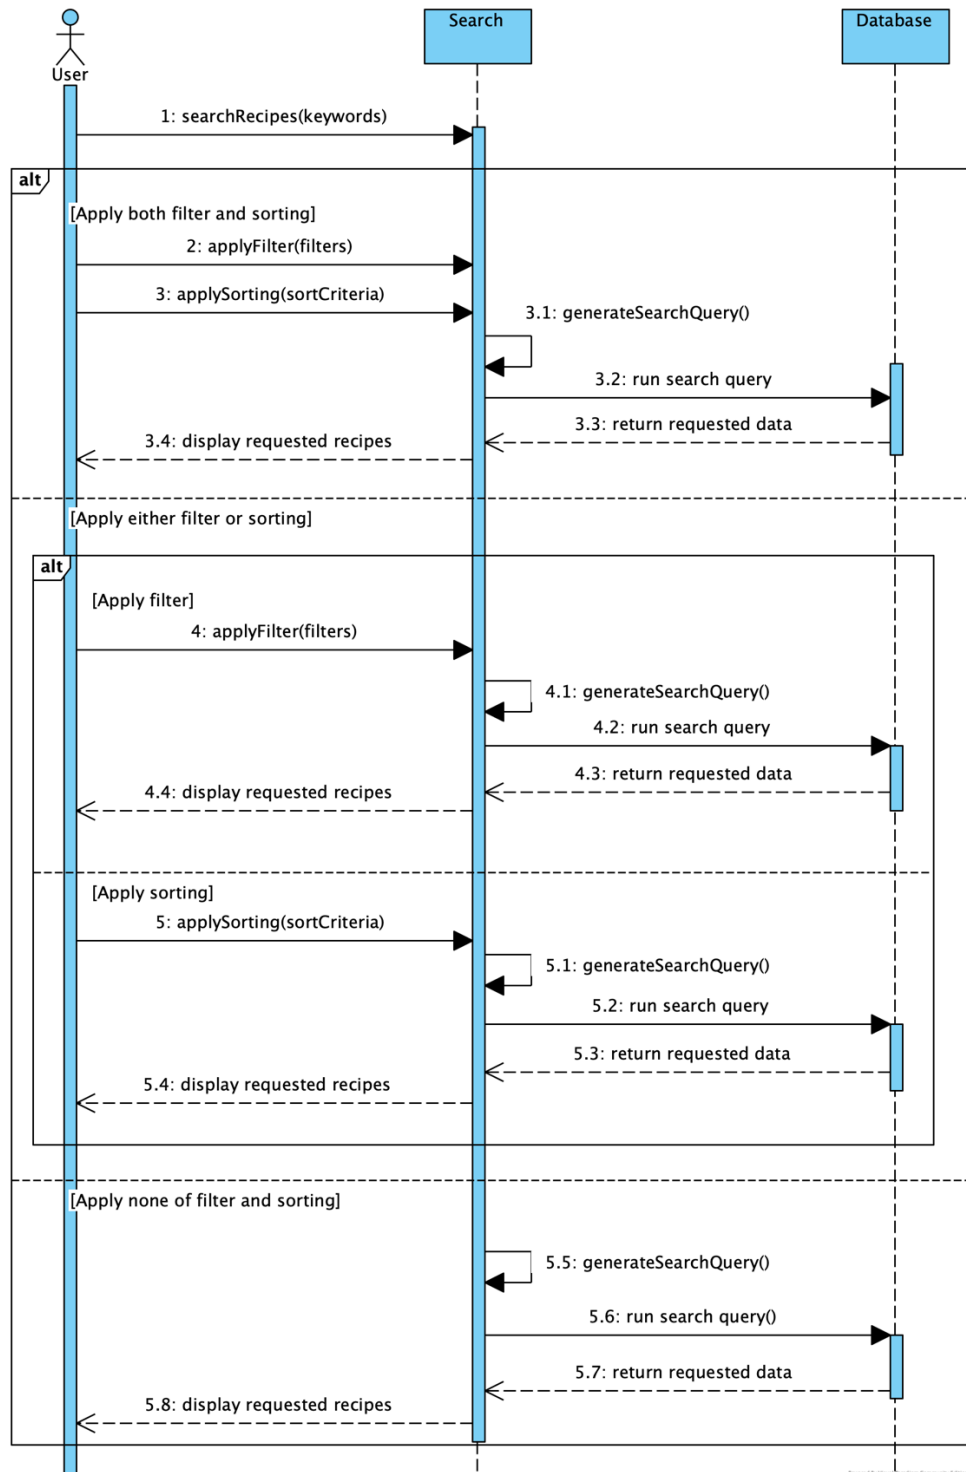 Search
Database
User
1: searchRecipes(keywords)
alt
[Apply both filter and sorting]
2: applyFilter(filters)
3: applySorting(sortCriteria)
3.1: generateSearchQuery()
3.2: run search query
3.3: return requested data
3.4: display requested recipes
[Apply either filter or sorting]
alt
[Apply filter]
4: applyFilter(filters)
4.1: generateSearchQuery()
4.2: run search query
4.3: return requested data
4.4: display requested recipes
[Apply sorting]
5: applySorting(sortCriteria)
5.1: generateSearchQuery()
5.2: run search query
5.3: return requested data
5.4: display requested recipes
[Apply none of filter and sorting]
5.5: generateSearchQuery()
5.6: run search query()
5.7: return requested data
5.8: display requested recipes